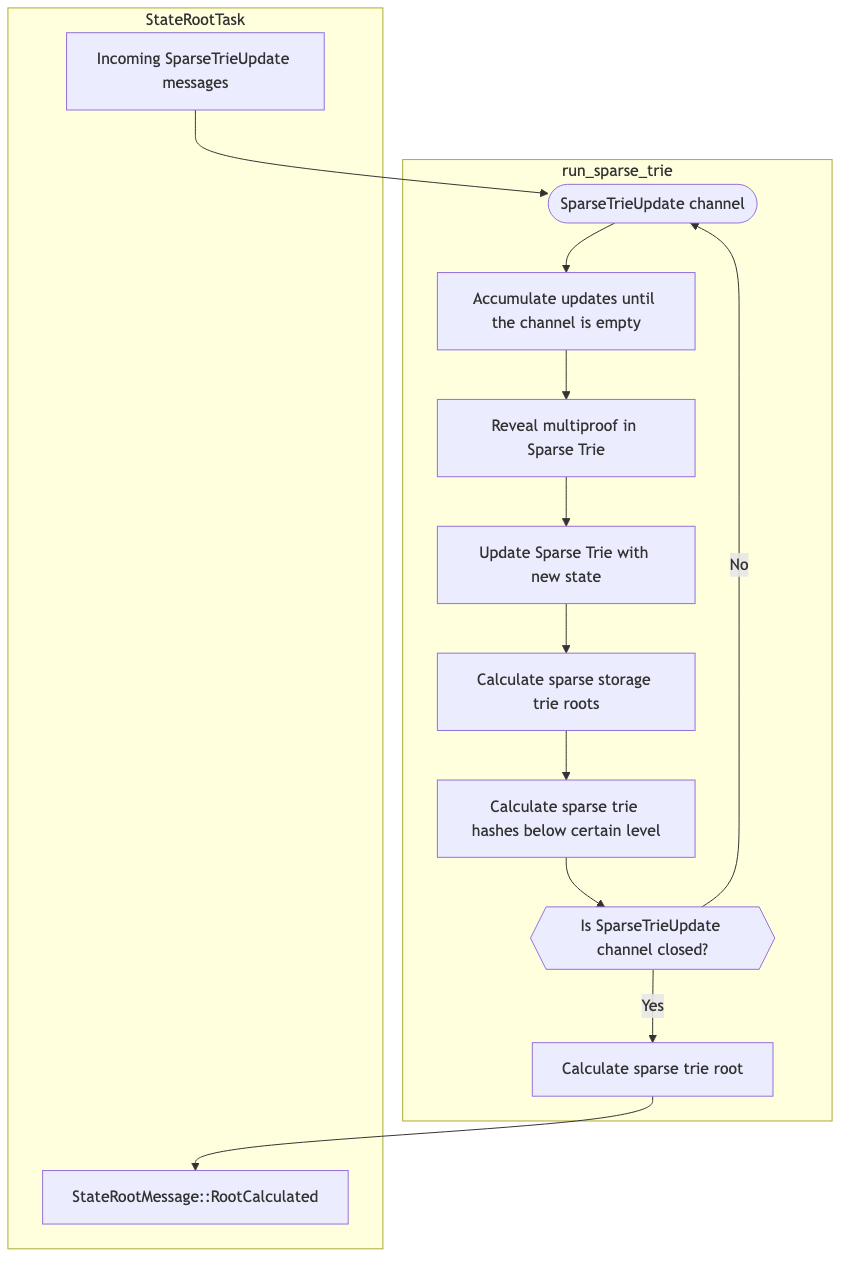 StateRootTask
Incoming SparseTrieUpdate
messages
run_sparse_trie
SparseTrieUpdate channel
Accumulate updates until
the channel is empty
Reveal multiproof in
Sparse Trie
Update Sparse Trie with
new state
No
Calculate sparse storage
trie roots
Calculate sparse trie
hashes below certain level
Is SparseTrieUpdate
channel closed?
Yes
Calculate sparse trie root
StateRootMessage::RootCalculated